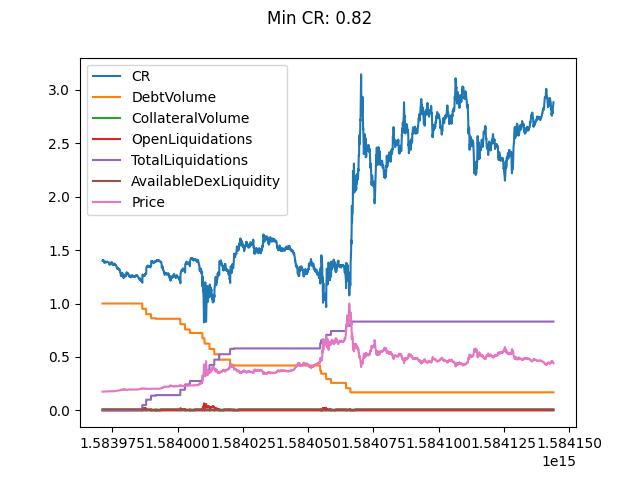 Min CR: 0.82
CR
DebtVolume
CollateralVolume
OpenLiquidations
TotalLiquidations
AvailableDexLiquidity
Price
3.0
2.5
2.0
1.5
1.0
0.5
0.0
1.583975 1.584000 1.584025 1.584050 1.584075 1.584100 1.584125 1.584150
1e15